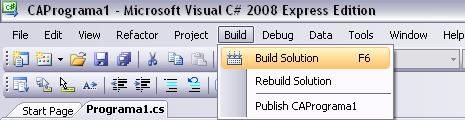 CAPrograma1 - Microsoft Visual C# 2008 Express Edition
File Edit View Refactor Project Build Debug Data Tools Window
Build Solution F6
Rebuild Solution
Publish CAPrograma1
Start Page Programa1.cs